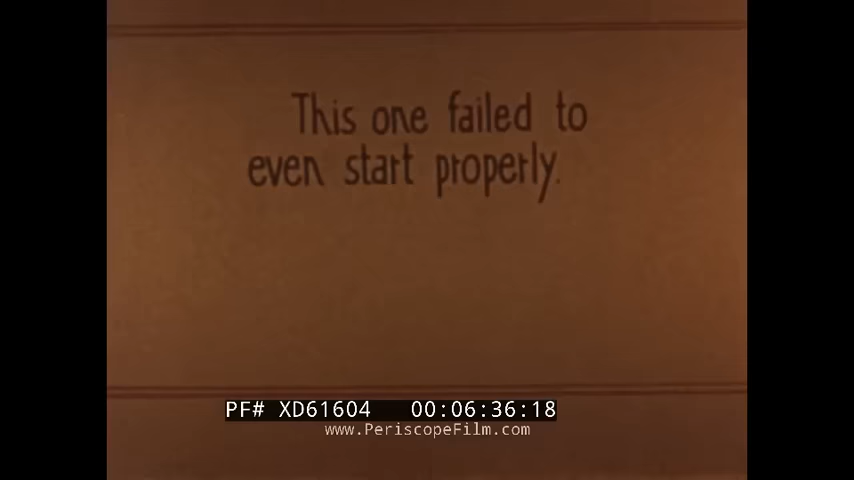 This one failed to
even start properly.
PF# XD61604 00:06:36:18
www.PeriscopeFilm.com